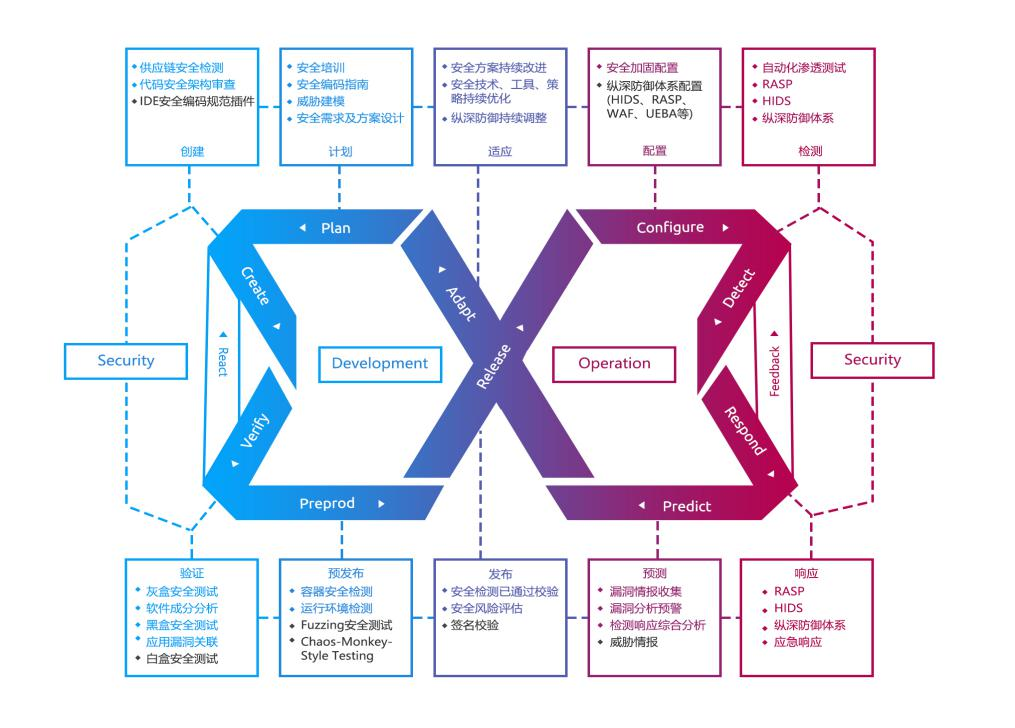 供应链安全检测
代码安全架构审查
IDE安全编码规范插件
创建
安全培训
安全编码指南
威胁建模
安全需求及方案设计
计划
安全方案持续改进
安全技术、工具、策
略持续优化
纵深防御持续调整
适应
安全加固配置
纵深防御体系配置
(HIDS、RASP、
WAF、UEBA等)
配置
自动化渗透测试
RASP
HIDS
纵深防御体系
检测
Plan
Configure
Create
Adapt
Detect
Security
React
Development
Release
Operation
Feedback
Security
Verify
Respond
Preprod
Predict
验证
灰盒安全测试
软件成分分析
黑盒安全测试
应用漏洞关联
白盒安全测试
预发布
容器安全检测
运行环境检测
Fuzzing安全测试
Chaos-Monkey-
Style Testing
发布
安全检测已通过校验
安全风险评估
签名校验
预测
漏洞情报收集
漏洞分析预警
检测响应综合分析
威胁情报
响应
RASP
HIDS
纵深防御体系
应急响应